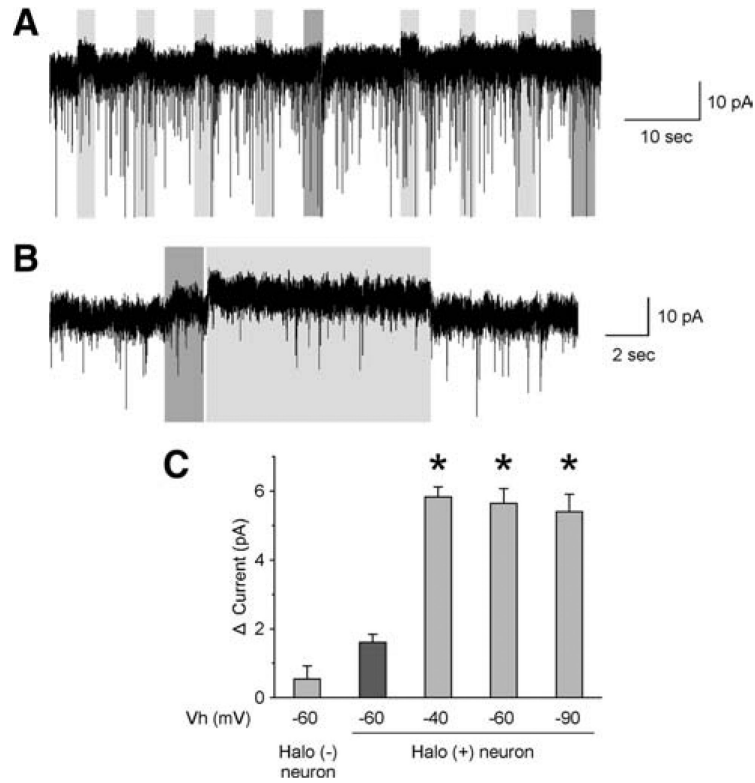 A
10 pA
10 sec
B
10 pA
2 sec
C
* * *
6
4
2
0
Δ Current (pA)
Vh (mV) -60 -60 -40 -60 -90
Halo (-) neuron
Halo (+) neuron